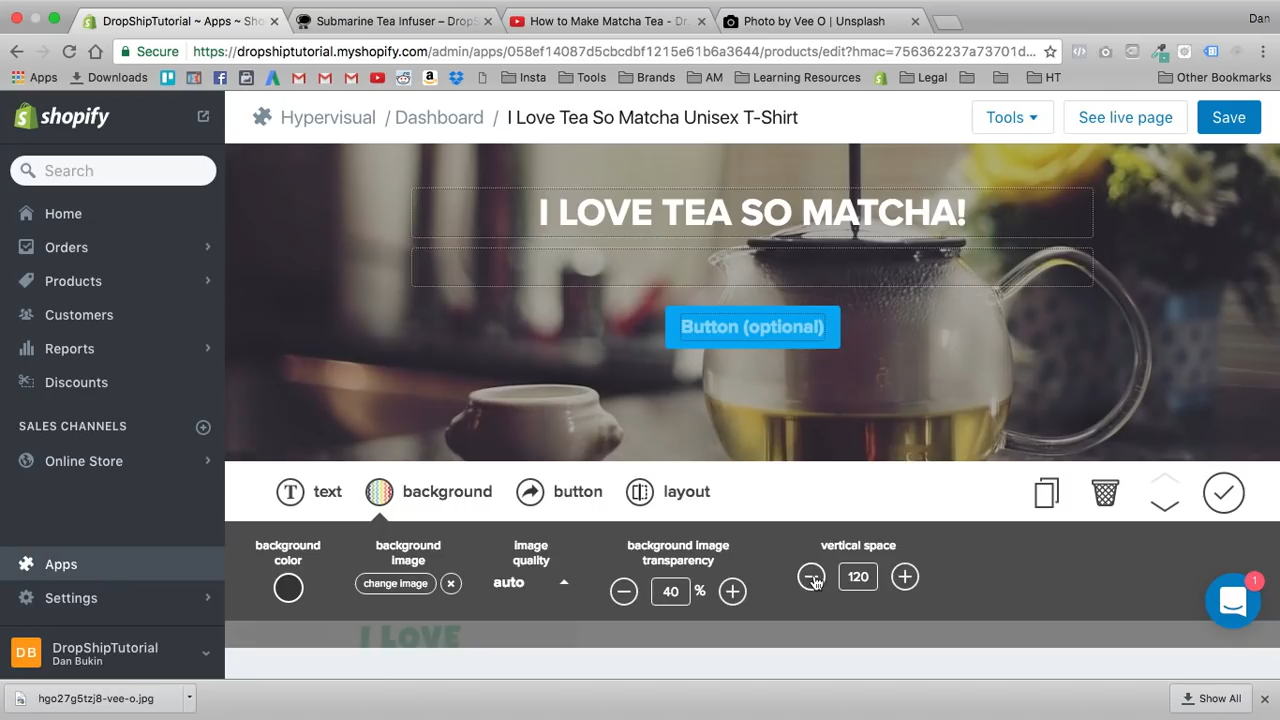 DropShipTutorial ~ Apps ~ Sh
Submarine Tea Infuser – DropS
How to Make Matcha Tea - Dr
Photo by Vee O | Unsplash
Dan
Secure https://dropshiptutorial.myshopify.com/admin/apps/058ef14087d5cbcdbf1215e61b6a3644/products/edit?hmac=756362237a73701d...
Apps Downloads Insta Tools Brands AM Learning Resources Legal HT Other Bookmarks
shopify
Hypervisual / Dashboard / I Love Tea So Matcha Unisex T-Shirt
Tools
See live page
Save
Search
Home
Orders
Products
Customers
Reports
Discounts
SALES CHANNELS
Online Store
Apps
Settings
DB
DropShipTutorial
Dan Bukin
I LOVE TEA SO MATCHA!
Button (optional)
text background button layout
background color
background image
change image
image quality
auto
background image transparency
40 %
vertical space
120
1
I LOVE
hgo27g5tzj8-vee-o.jpg
Show All